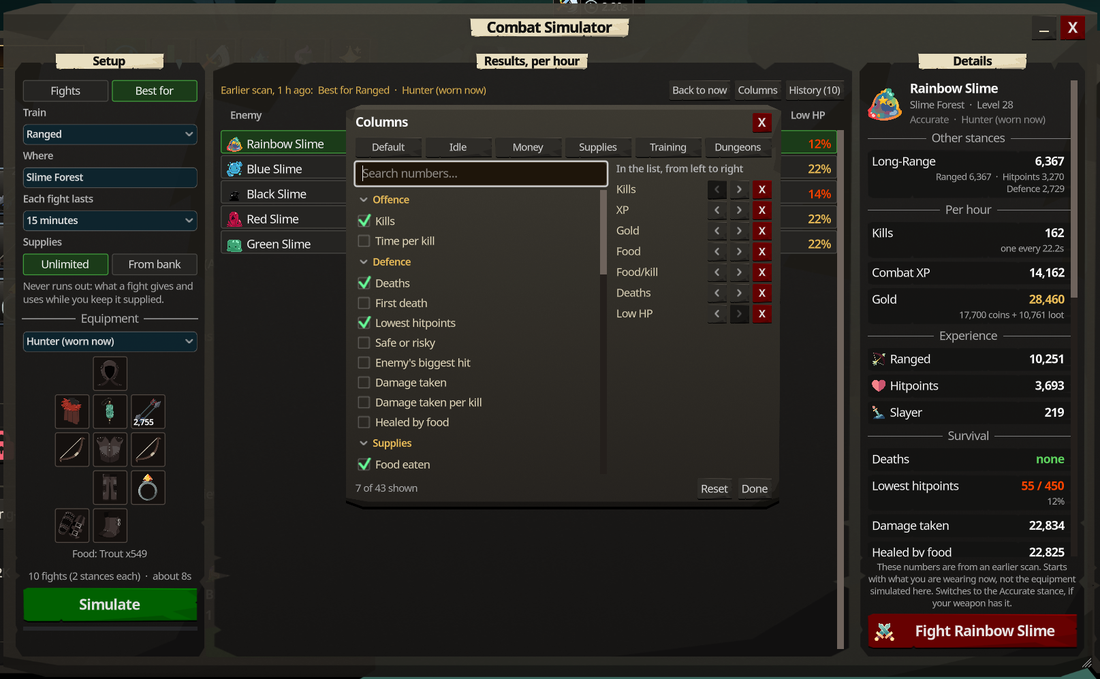 Combat Simulator
X
Setup
Fights
Best for
Train
Ranged
Where
Slime Forest
Each fight lasts
15 minutes
Supplies
Unlimited
From bank
Never runs out: what a fight gives and
uses while you keep it supplied.
Equipment
Hunter (worn now)
2,755
Food: Trout x549
10 fights (2 stances each) · about 8s
Simulate
Results, per hour
Earlier scan, 1 h ago: Best for Ranged · Hunter (worn now)
Back to now
Columns
History (10)
Enemy
Low HP
Rainbow Slime
12%
Blue Slime
22%
Black Slime
14%
Red Slime
22%
Green Slime
22%
Columns
X
Default
Idle
Money
Supplies
Training
Dungeons
Search numbers...
Offence
Kills
Time per kill
Defence
Deaths
First death
Lowest hitpoints
Safe or risky
Enemy's biggest hit
Damage taken
Damage taken per kill
Healed by food
Supplies
Food eaten
7 of 43 shown
In the list, from left to right
Kills < > X
XP < > X
Gold < > X
Food < > X
Food/kill < > X
Deaths < > X
Low HP < > X
Reset
Done
Details
Rainbow Slime
Slime Forest · Level 28
Accurate · Hunter (worn now)
Other stances
Long-Range 6,367
Ranged 6,367 · Hitpoints 3,270
Defence 2,729
Per hour
Kills 162
one every 22.2s
Combat XP 14,162
Gold 28,460
17,700 coins + 10,761 loot
Experience
Ranged 10,251
Hitpoints 3,693
Slayer 219
Survival
Deaths none
Lowest hitpoints 55 / 450
12%
Damage taken 22,834
Healed by food 22,825
These numbers are from an earlier scan. Starts
with what you are wearing now, not the equipment
simulated here. Switches to the Accurate stance, if
your weapon has it.
Fight Rainbow Slime